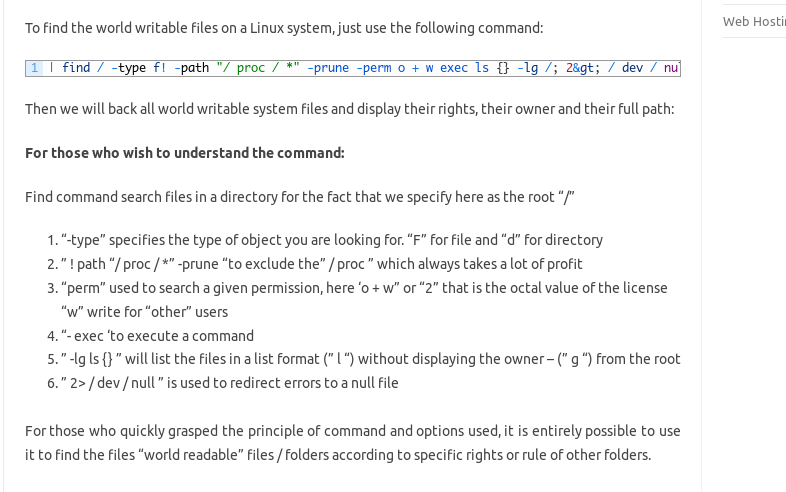 To find the world writable files on a Linux system, just use the following command:
Web Hosti
1 | find / -type f! -path "/ proc / *" -prune -perm o + w exec ls {} -lg /; 2&gt; / dev / nu
Then we will back all world writable system files and display their rights, their owner and their full path:
For those who wish to understand the command:
Find command search files in a directory for the fact that we specify here as the root “/”
1. “-type” specifies the type of object you are looking for. “F” for file and “d” for directory
2. ” ! path “/ proc / *” -prune “to exclude the” / proc ” which always takes a lot of profit
3. “perm” used to search a given permission, here ‘o + w” or “2” that is the octal value of the license
“w” write for “other” users
4. “- exec ‘to execute a command
5. ” -lg ls {} ” will list the files in a list format (” l “) without displaying the owner – (” g “) from the root
6. ” 2> / dev / null ” is used to redirect errors to a null file
For those who quickly grasped the principle of command and options used, it is entirely possible to use
it to find the files “world readable” files / folders according to specific rights or rule of other folders.